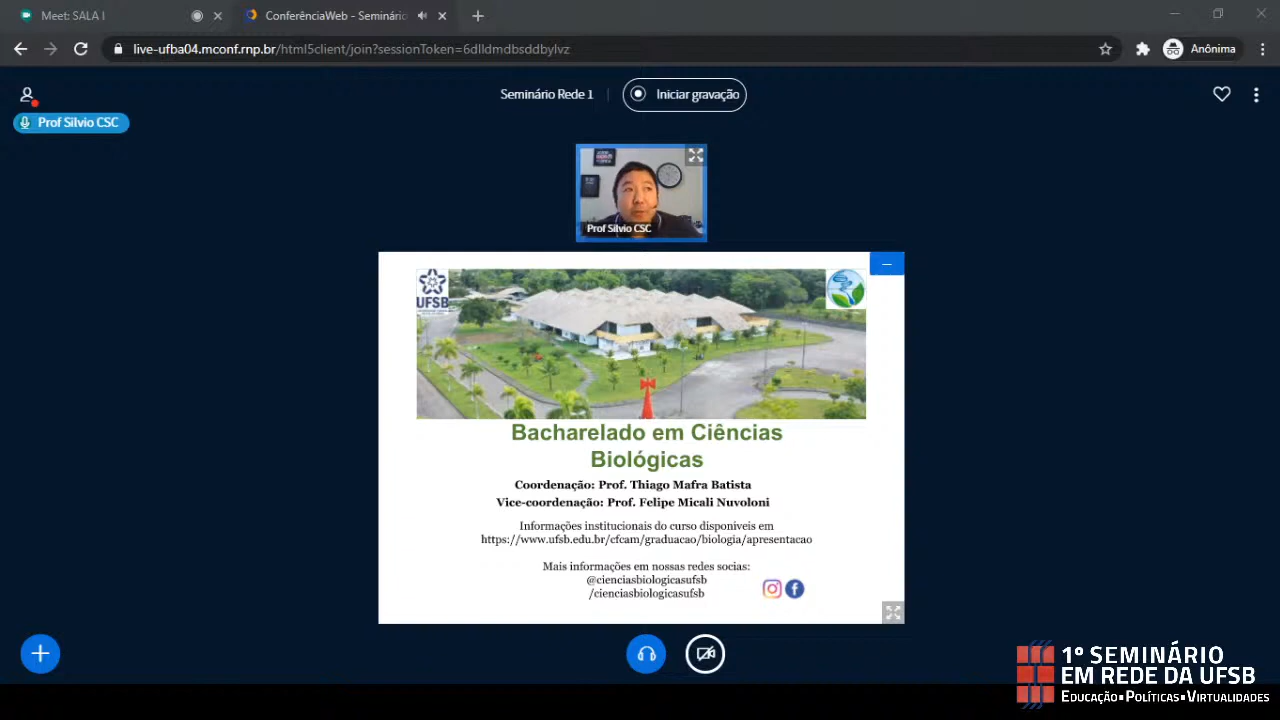 Meet: SALA I
ConferênciaWeb - Seminário
live-ufba04.mconf.rnp.br/html5client/join?sessionToken=6dlldmdbsddbylvz
Anônima
Seminário Rede 1
Iniciar gravação
Prof Silvio CSC
Prof Silvio CSC
UFSB
Bacharelado em Ciências
Biológicas
Coordenação: Prof. Thiago Mafra Batista
Vice-coordenação: Prof. Felipe Micali Nuvoloni
Informações institucionais do curso disponiveis em
https://www.ufsb.edu.br/cfcam/graduacao/biologia/apresentacao
Mais informações em nossas redes socias:
@cienciasbiologicasufsb
/cienciasbiologicasufsb
1º SEMINÁRIO
EM REDE DA UFSB
EDUCAÇÃO▪POLÍTICAS▪VIRTUALIDADES